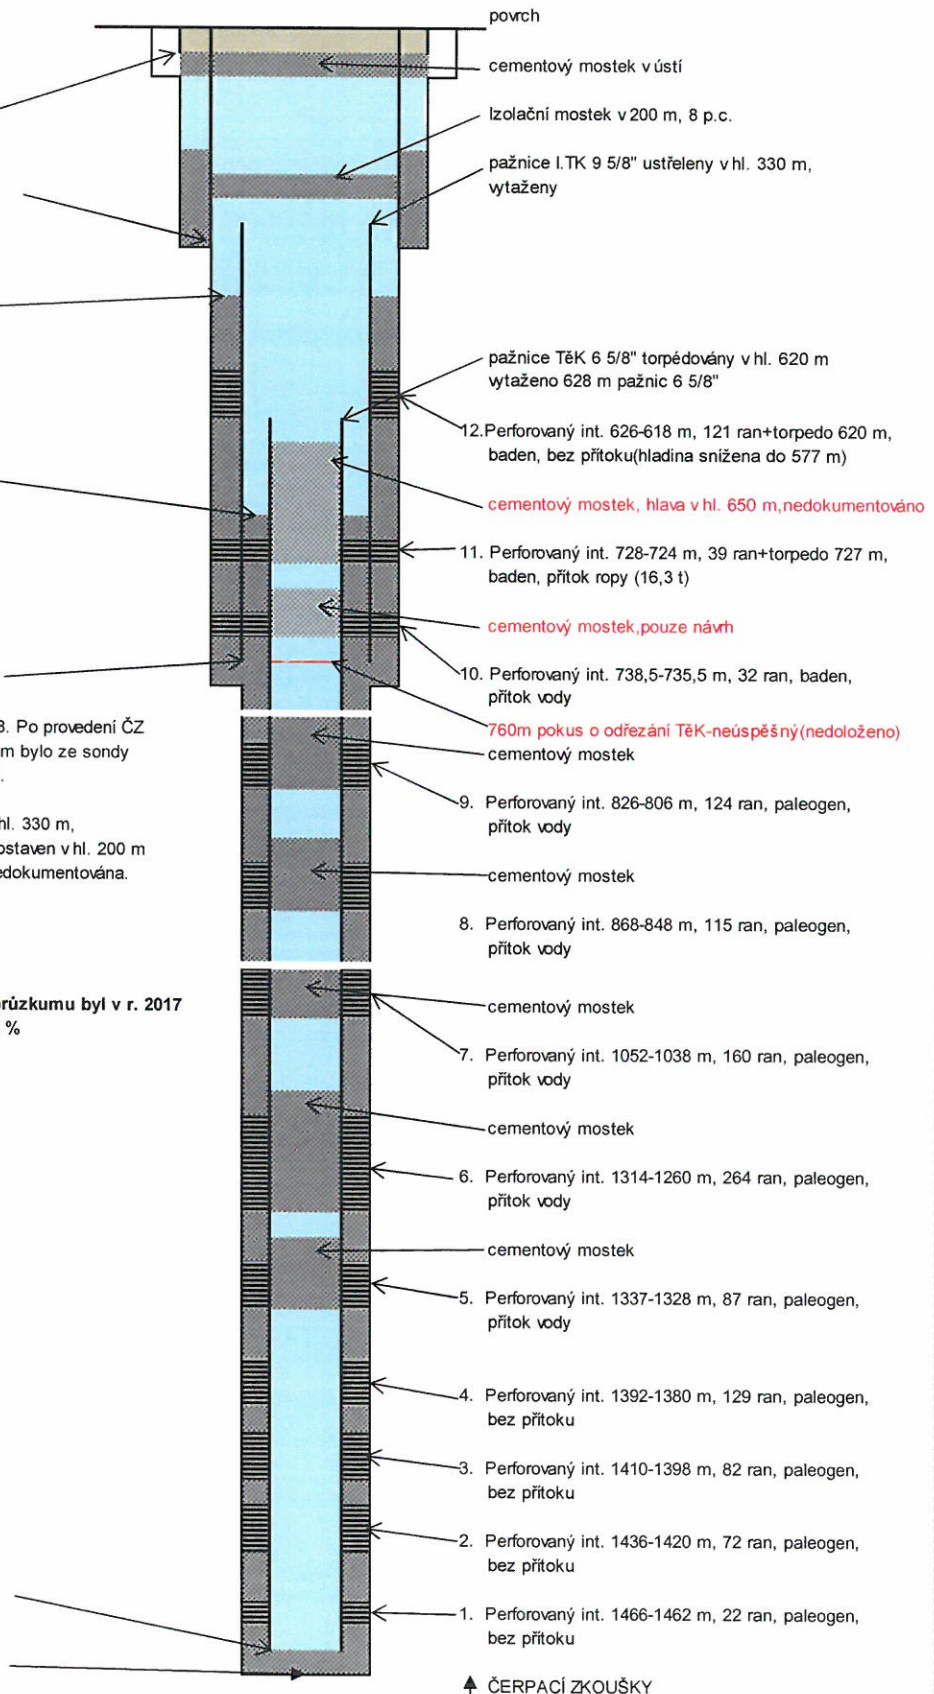 povrch
cementový mostek v ústí
Izolační mostek v 200 m, 8 p.c.
pažnice I.TK 9 5/8" ustřeleny v hl. 330 m,
vytaženy
pažnice TěK 6 5/8" torpédovány v hl. 620 m
vytaženo 628 m pažnic 6 5/8"
12.Perforovaný int. 626-618 m, 121 ran+torpedo 620 m,
baden, bez přítoku(hladina snížena do 577 m)
cementový mostek, hlava v hl. 650 m,nedokumentováno
11. Perforovaný int. 728-724 m, 39 ran+torpedo 727 m,
baden, přítok ropy (16,3 t)
cementový mostek,pouze návrh
10. Perforovaný int. 738,5-735,5 m, 32 ran, baden,
přítok vody
760m pokus o odřezání TěK-neúspěšný(nedoloženo)
cementový mostek
3. Po provedení ČZ
m bylo ze sondy
.
hl. 330 m,
ostaven v hl. 200 m
edokumentována.
9. Perforovaný int. 826-806 m, 124 ran, paleogen,
přítok vody
cementový mostek
8. Perforovaný int. 868-848 m, 115 ran, paleogen,
přítok vody
růzkumu byl v r. 2017
%
cementový mostek
7. Perforovaný int. 1052-1038 m, 160 ran, paleogen,
přítok vody
cementový mostek
6. Perforovaný int. 1314-1260 m, 264 ran, paleogen,
přítok vody
cementový mostek
5. Perforovaný int. 1337-1328 m, 87 ran, paleogen,
přítok vody
4. Perforovaný int. 1392-1380 m, 129 ran, paleogen,
bez přítoku
3. Perforovaný int. 1410-1398 m, 82 ran, paleogen,
bez přítoku
2. Perforovaný int. 1436-1420 m, 72 ran, paleogen,
bez přítoku
1. Perforovaný int. 1466-1462 m, 22 ran, paleogen,
bez přítoku
ČERPACÍ ZKOUŠKY